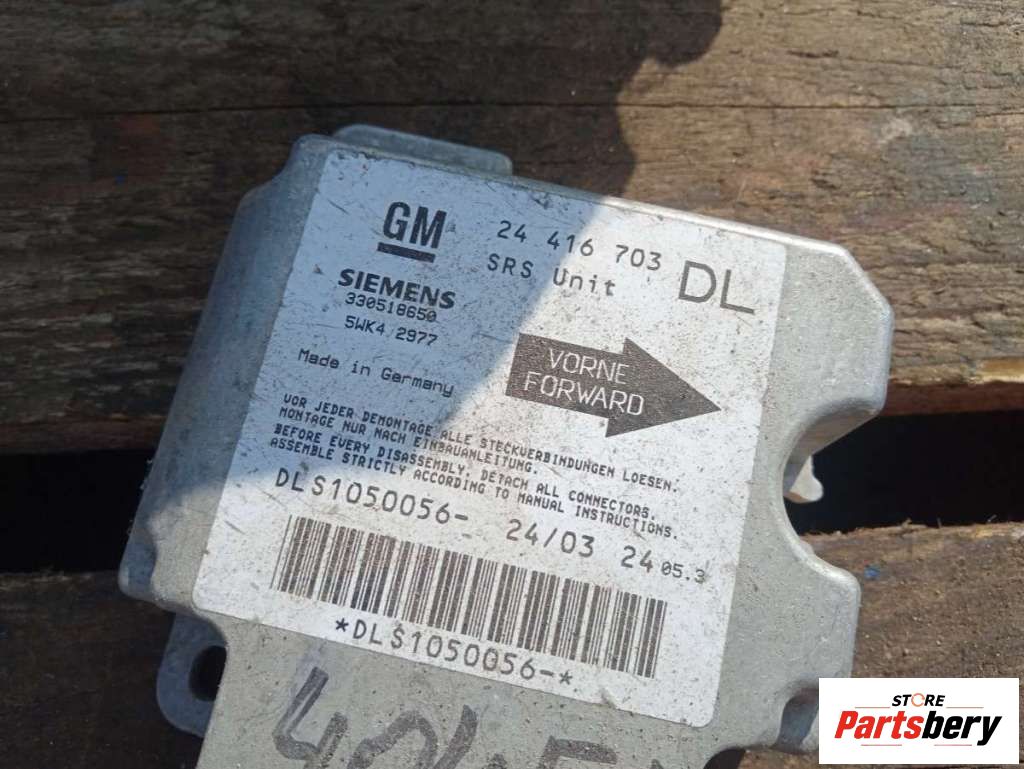 GM
24 416 703 DL
SRS Unit
SIEMENS
330518650
5WK4 2977
Made in Germany
VORNE
FORWARD
VOR JEDER DEMONTAGE ALLE STECKVERBINDUNGEN LOESEN.
MONTAGE NUR NACH EINBAUANLEITUNG.
BEFORE EVERY DISASSEMBLY, DETACH ALL CONNECTORS,
ASSEMBLE STRICTLY ACCORDING TO MANUAL INSTRUCTIONS.
DLS1050056- 24/03 24 05.3
*DLS1050056-*
STORE
Partsbery